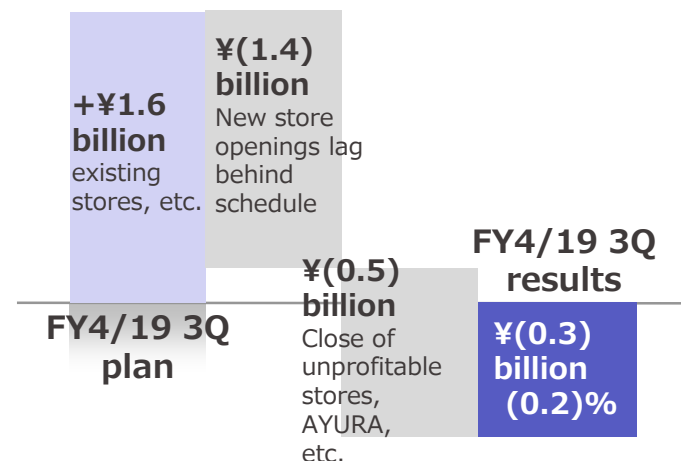 +¥1.6
billion
existing
stores, etc.
¥(1.4)
billion
New store
openings lag
behind
schedule
FY4/19 3Q
plan
¥(0.5)
billion
Close of
unprofitable
stores,
AYURA,
etc.
FY4/19 3Q
results
¥(0.3)
billion
(0.2)%